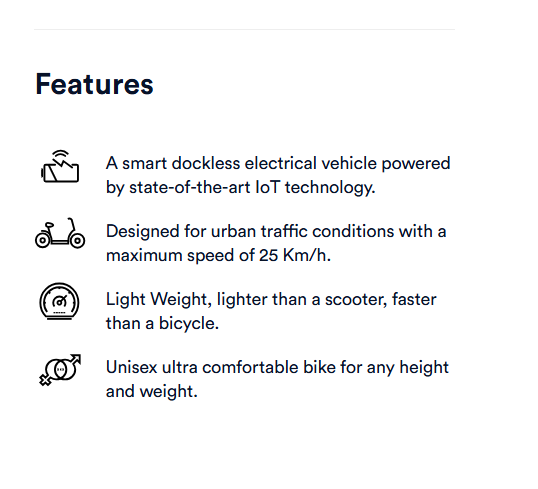 Features
A smart dockless electrical vehicle powered
by state-of-the-art IoT technology.
Designed for urban traffic conditions with a
maximum speed of 25 Km/h.
Light Weight, lighter than a scooter, faster
than a bicycle.
Unisex ultra comfortable bike for any height
and weight.